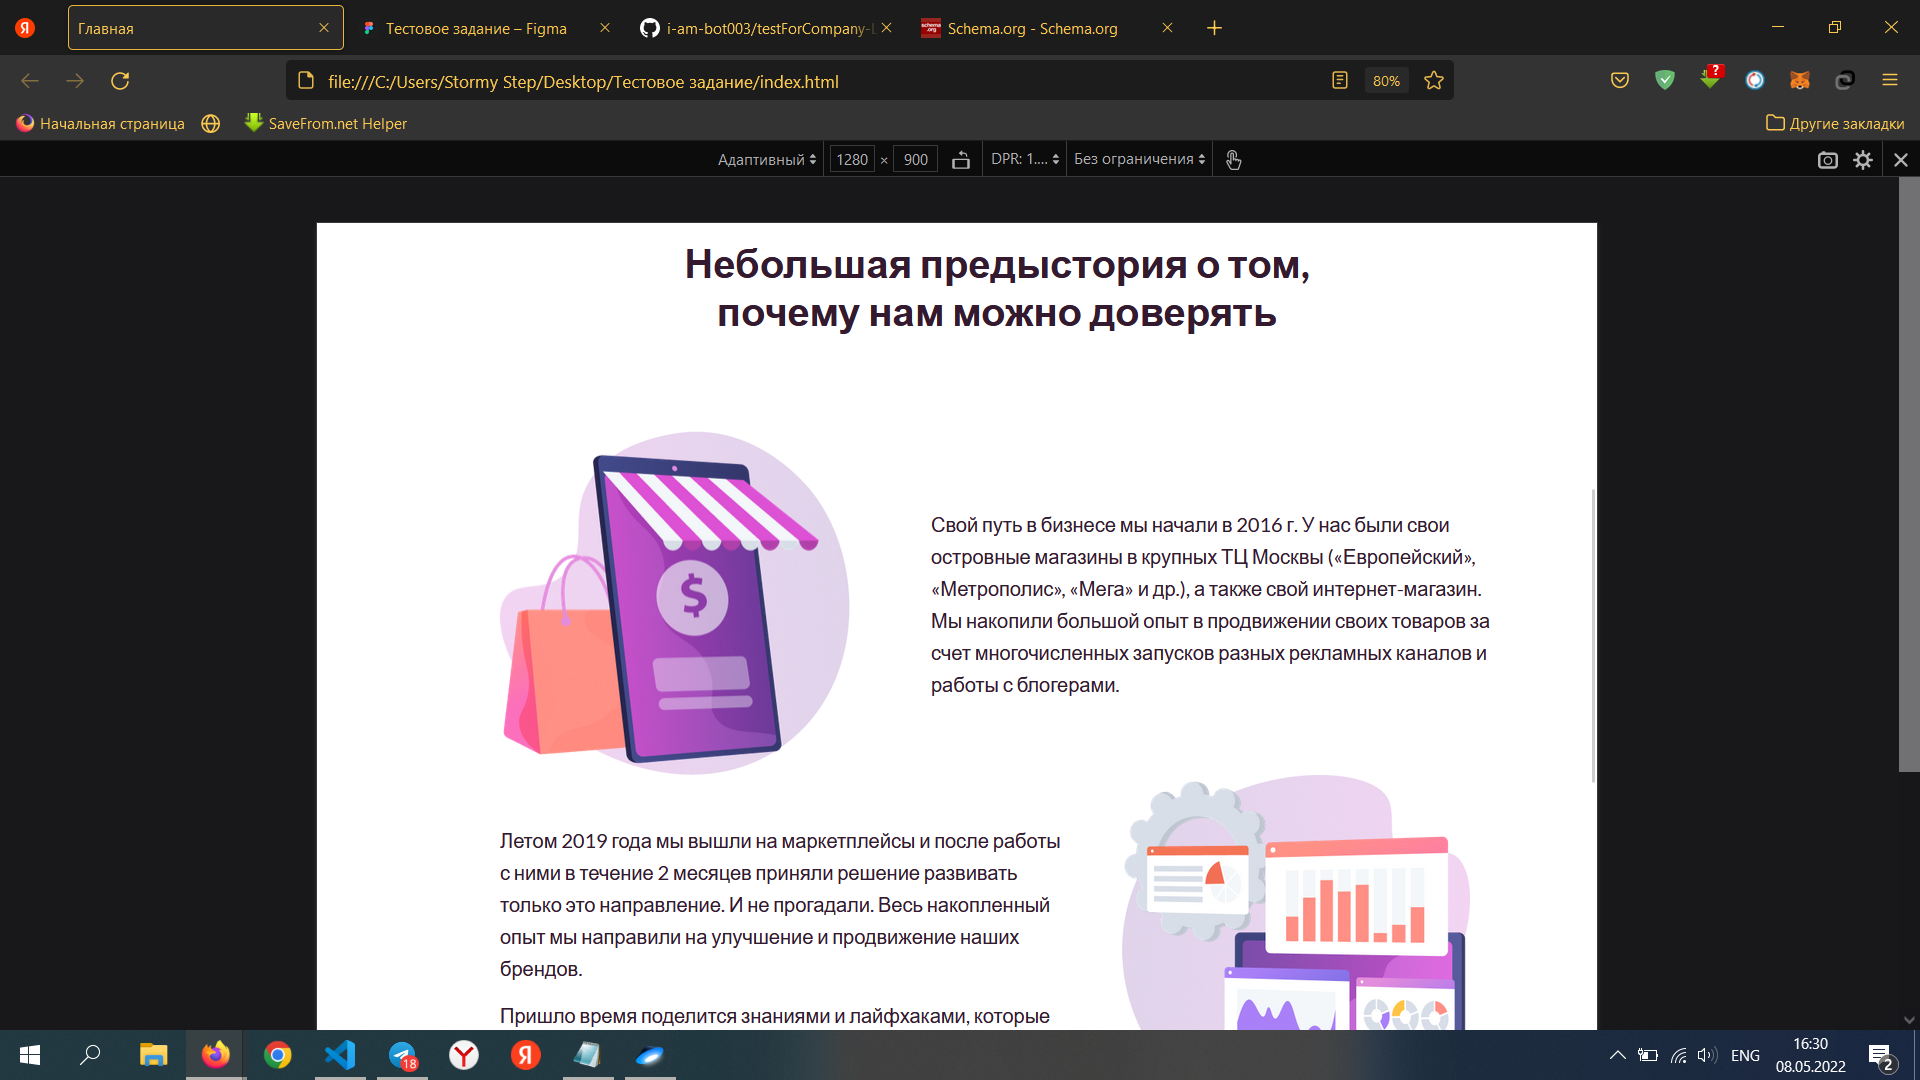 Главная
Тестовое задание – Figma
i-am-bot003/testForCompany-L
Schema.org - Schema.org
file:///C:/Users/Stormy Step/Desktop/Тестовое задание/index.html
80%
Начальная страница
SaveFrom.net Helper
Другие закладки
Адаптивный
1280 × 900
DPR: 1....
Без ограничения
Небольшая предыстория о том,
почему нам можно доверять
Свой путь в бизнесе мы начали в 2016 г. У нас были свои
островные магазины в крупных ТЦ Москвы («Европейский»,
«Метрополис», «Мега» и др.), а также свой интернет-магазин.
Мы накопили большой опыт в продвижении своих товаров за
счет многочисленных запусков разных рекламных каналов и
работы с блогерами.
$
Летом 2019 года мы вышли на маркетплейсы и после работы
с ними в течение 2 месяцев приняли решение развивать
только это направление. И не прогадали. Весь накопленный
опыт мы направили на улучшение и продвижение наших
брендов.
Пришло время поделится знаниями и лайфхаками, которые
18
ENG
16:30
08.05.2022
2